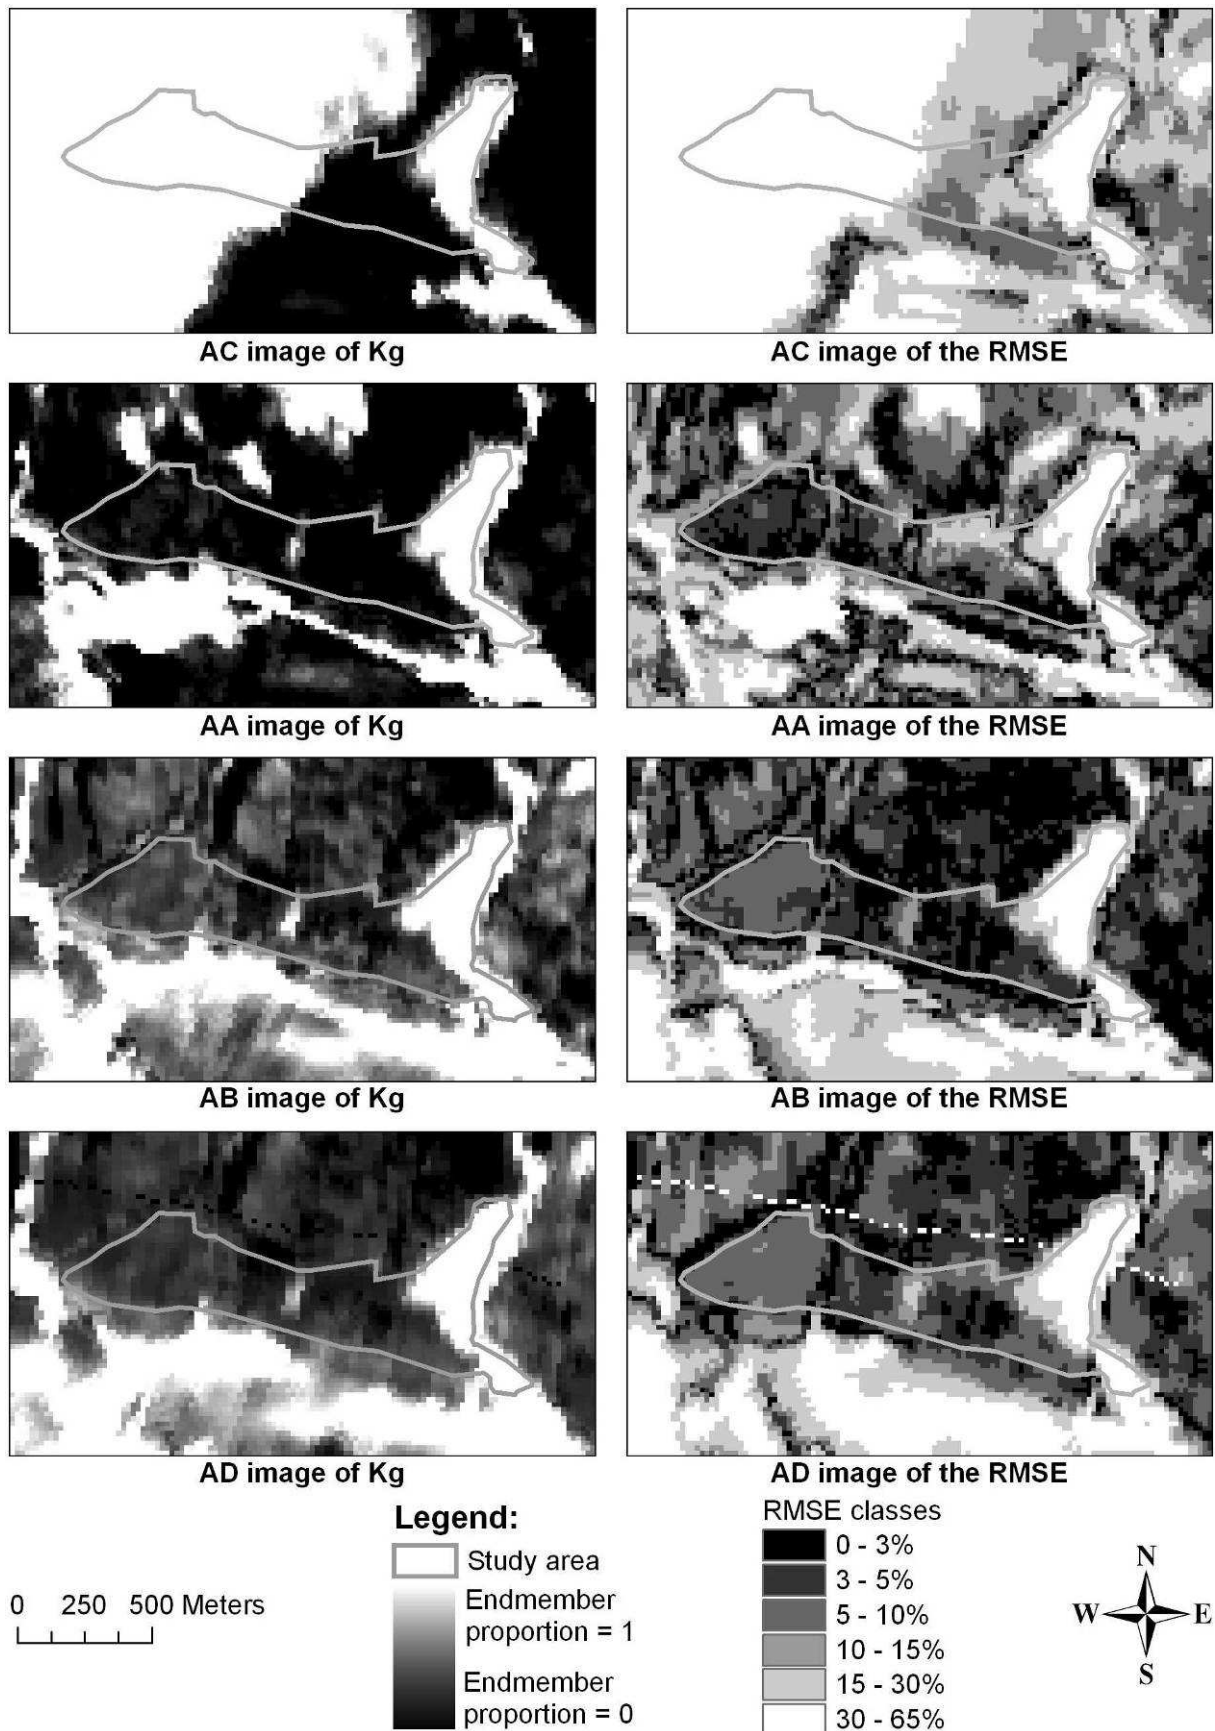 AC image of Kg
AC image of the RMSE
AA image of Kg
AA image of the RMSE
AB image of Kg
AB image of the RMSE
AD image of Kg
AD image of the RMSE
Legend:
Study area
Endmember
proportion = 1
Endmember
proportion = 0
0 250 500 Meters
RMSE classes
0 - 3%
3 - 5%
5 - 10%
10 - 15%
15 - 30%
30 - 65%
N
W E
S